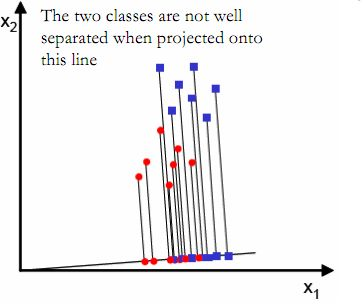 x2
The two classes are not well
separated when projected onto
this line
x1